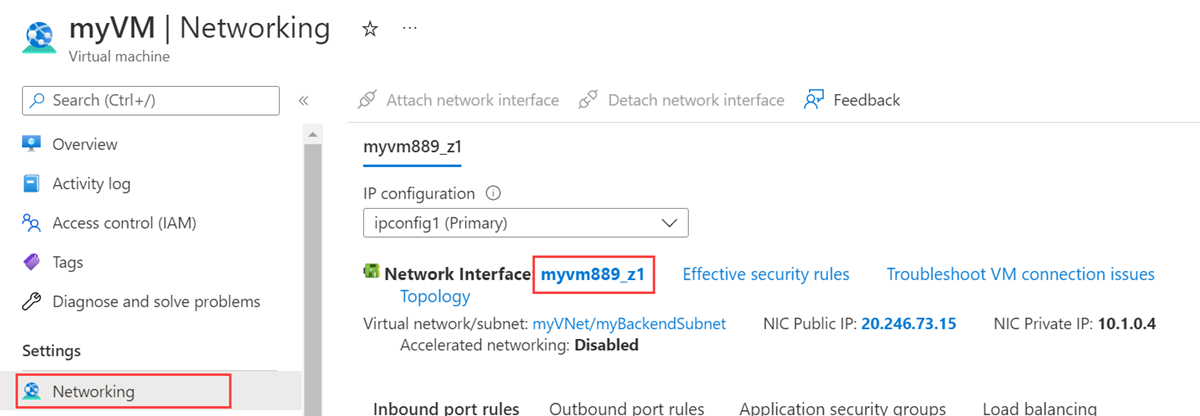 myVM | Networking
Virtual machine
Search (Ctrl+/)
Overview
Activity log
Access control (IAM)
Tags
Diagnose and solve problems
Settings
Networking
Attach network interface Detach network interface Feedback
myvm889_z1
IP configuration
ipconfig1 (Primary)
Network Interface: myvm889_z1 Effective security rules Troubleshoot VM connection issues
Topology
Virtual network/subnet: myVNet/myBackendSubnet NIC Public IP: 20.246.73.15 NIC Private IP: 10.1.0.4
Accelerated networking: Disabled
Inbound port rules Outbound port rules Application security groups Load balancing